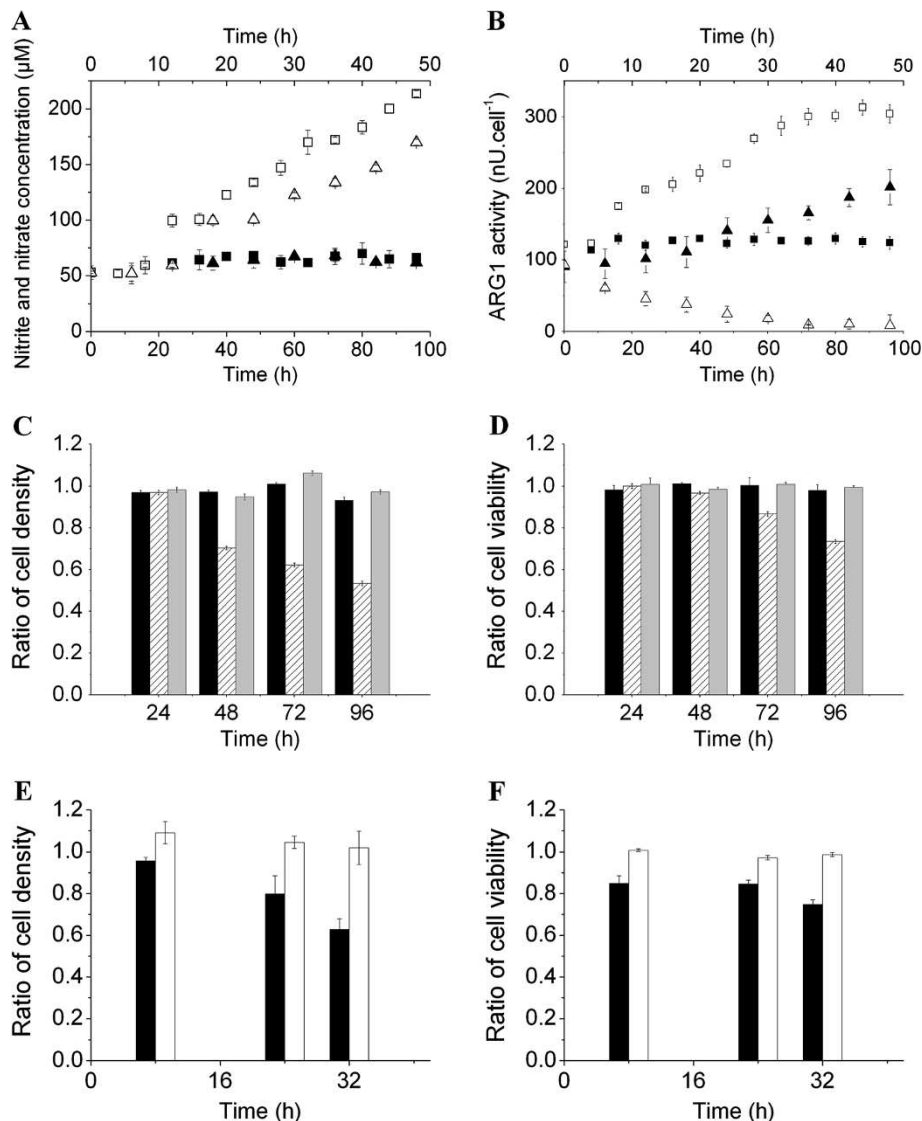 A
Time (h)
0 10 20 30 40 50
Nitrite and nitrate concentration (µM)
200
150
100
50
0
0 20 40 60 80 100
Time (h)
B
Time (h)
0 10 20 30 40 50
ARG1 activity (nU.cell⁻¹)
300
200
100
0
0 20 40 60 80 100
Time (h)
C
Ratio of cell density
1.2
1.0
0.8
0.6
0.4
0.2
0.0
24 48 72 96
Time (h)
D
Ratio of cell viability
1.2
1.0
0.8
0.6
0.4
0.2
0.0
24 48 72 96
Time (h)
E
Ratio of cell density
1.2
1.0
0.8
0.6
0.4
0.2
0.0
0 16 32
Time (h)
F
Ratio of cell viability
1.2
1.0
0.8
0.6
0.4
0.2
0.0
0 16 32
Time (h)